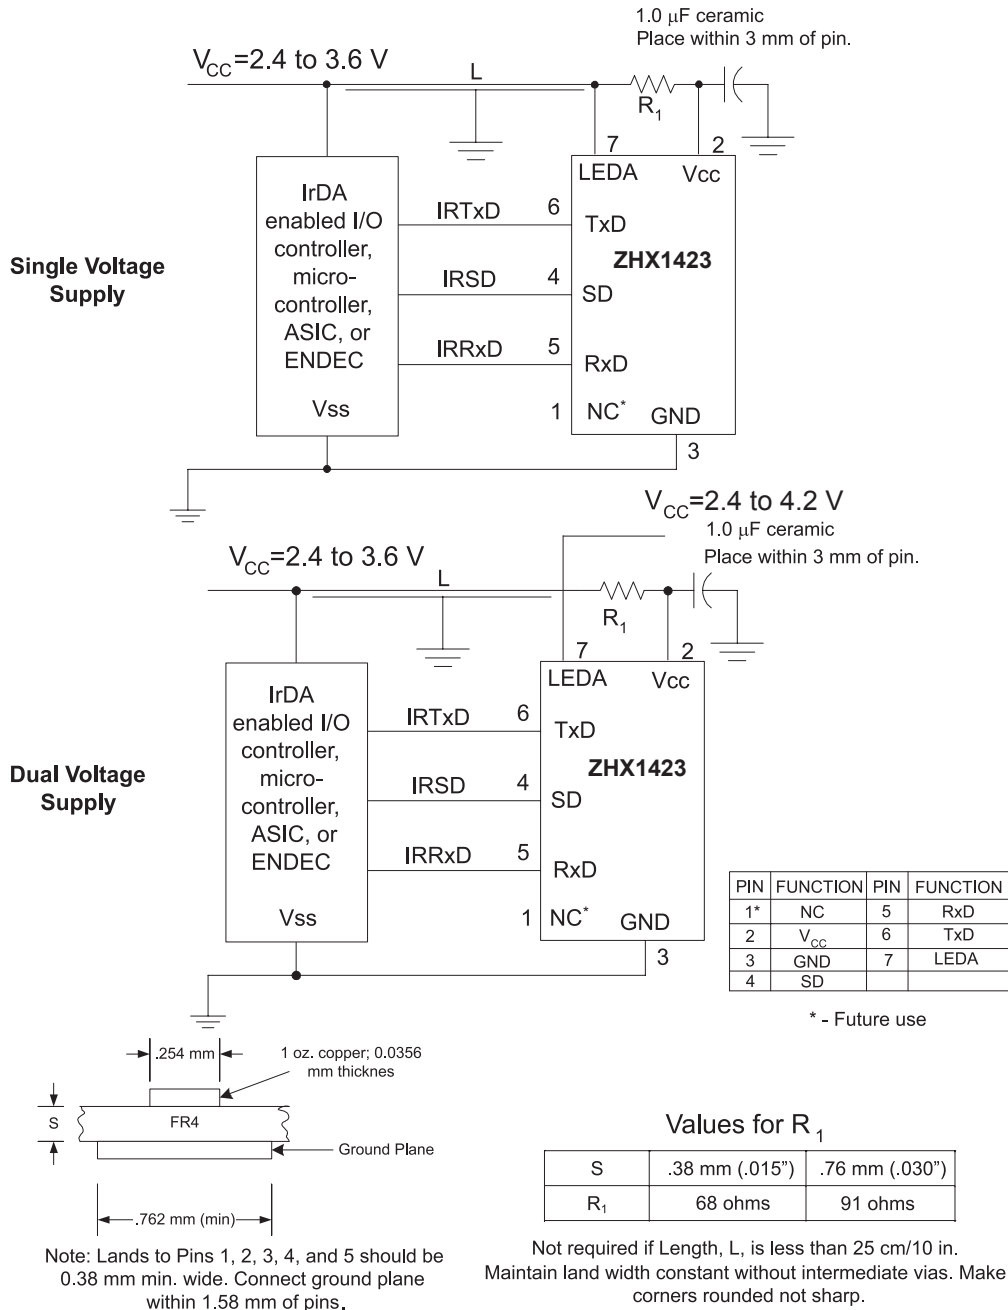 1.0 μF ceramic
Place within 3 mm of pin.
VCC=2.4 to 3.6 V
L
R1
7
2
LEDA
Vcc
IrDA
enabled I/O
controller,
micro-
controller,
ASIC, or
ENDEC
Vss
IRTxD
6
TxD
ZHX1423
Single Voltage
Supply
IRSD
4
SD
IRRxD
5
RxD
1
NC*
GND
3
VCC=2.4 to 4.2 V
1.0 μF ceramic
Place within 3 mm of pin.
VCC=2.4 to 3.6 V
L
R1
7
2
LEDA
Vcc
IrDA
enabled I/O
controller,
micro-
controller,
ASIC, or
ENDEC
Vss
IRTxD
6
TxD
ZHX1423
Dual Voltage
Supply
IRSD
4
SD
IRRxD
5
RxD
1
NC*
GND
3
PIN FUNCTION PIN FUNCTION
1* NC 5 RxD
2 VCC 6 TxD
3 GND 7 LEDA
4 SD
* - Future use
.254 mm
1 oz. copper; 0.0356
mm thicknes
S
FR4
Ground Plane
.762 mm (min)
Note: Lands to Pins 1, 2, 3, 4, and 5 should be
0.38 mm min. wide. Connect ground plane
within 1.58 mm of pins.
Values for R1
S .38 mm (.015") .76 mm (.030")
R1 68 ohms 91 ohms
Not required if Length, L, is less than 25 cm/10 in.
Maintain land width constant without intermediate vias. Make
corners rounded not sharp.